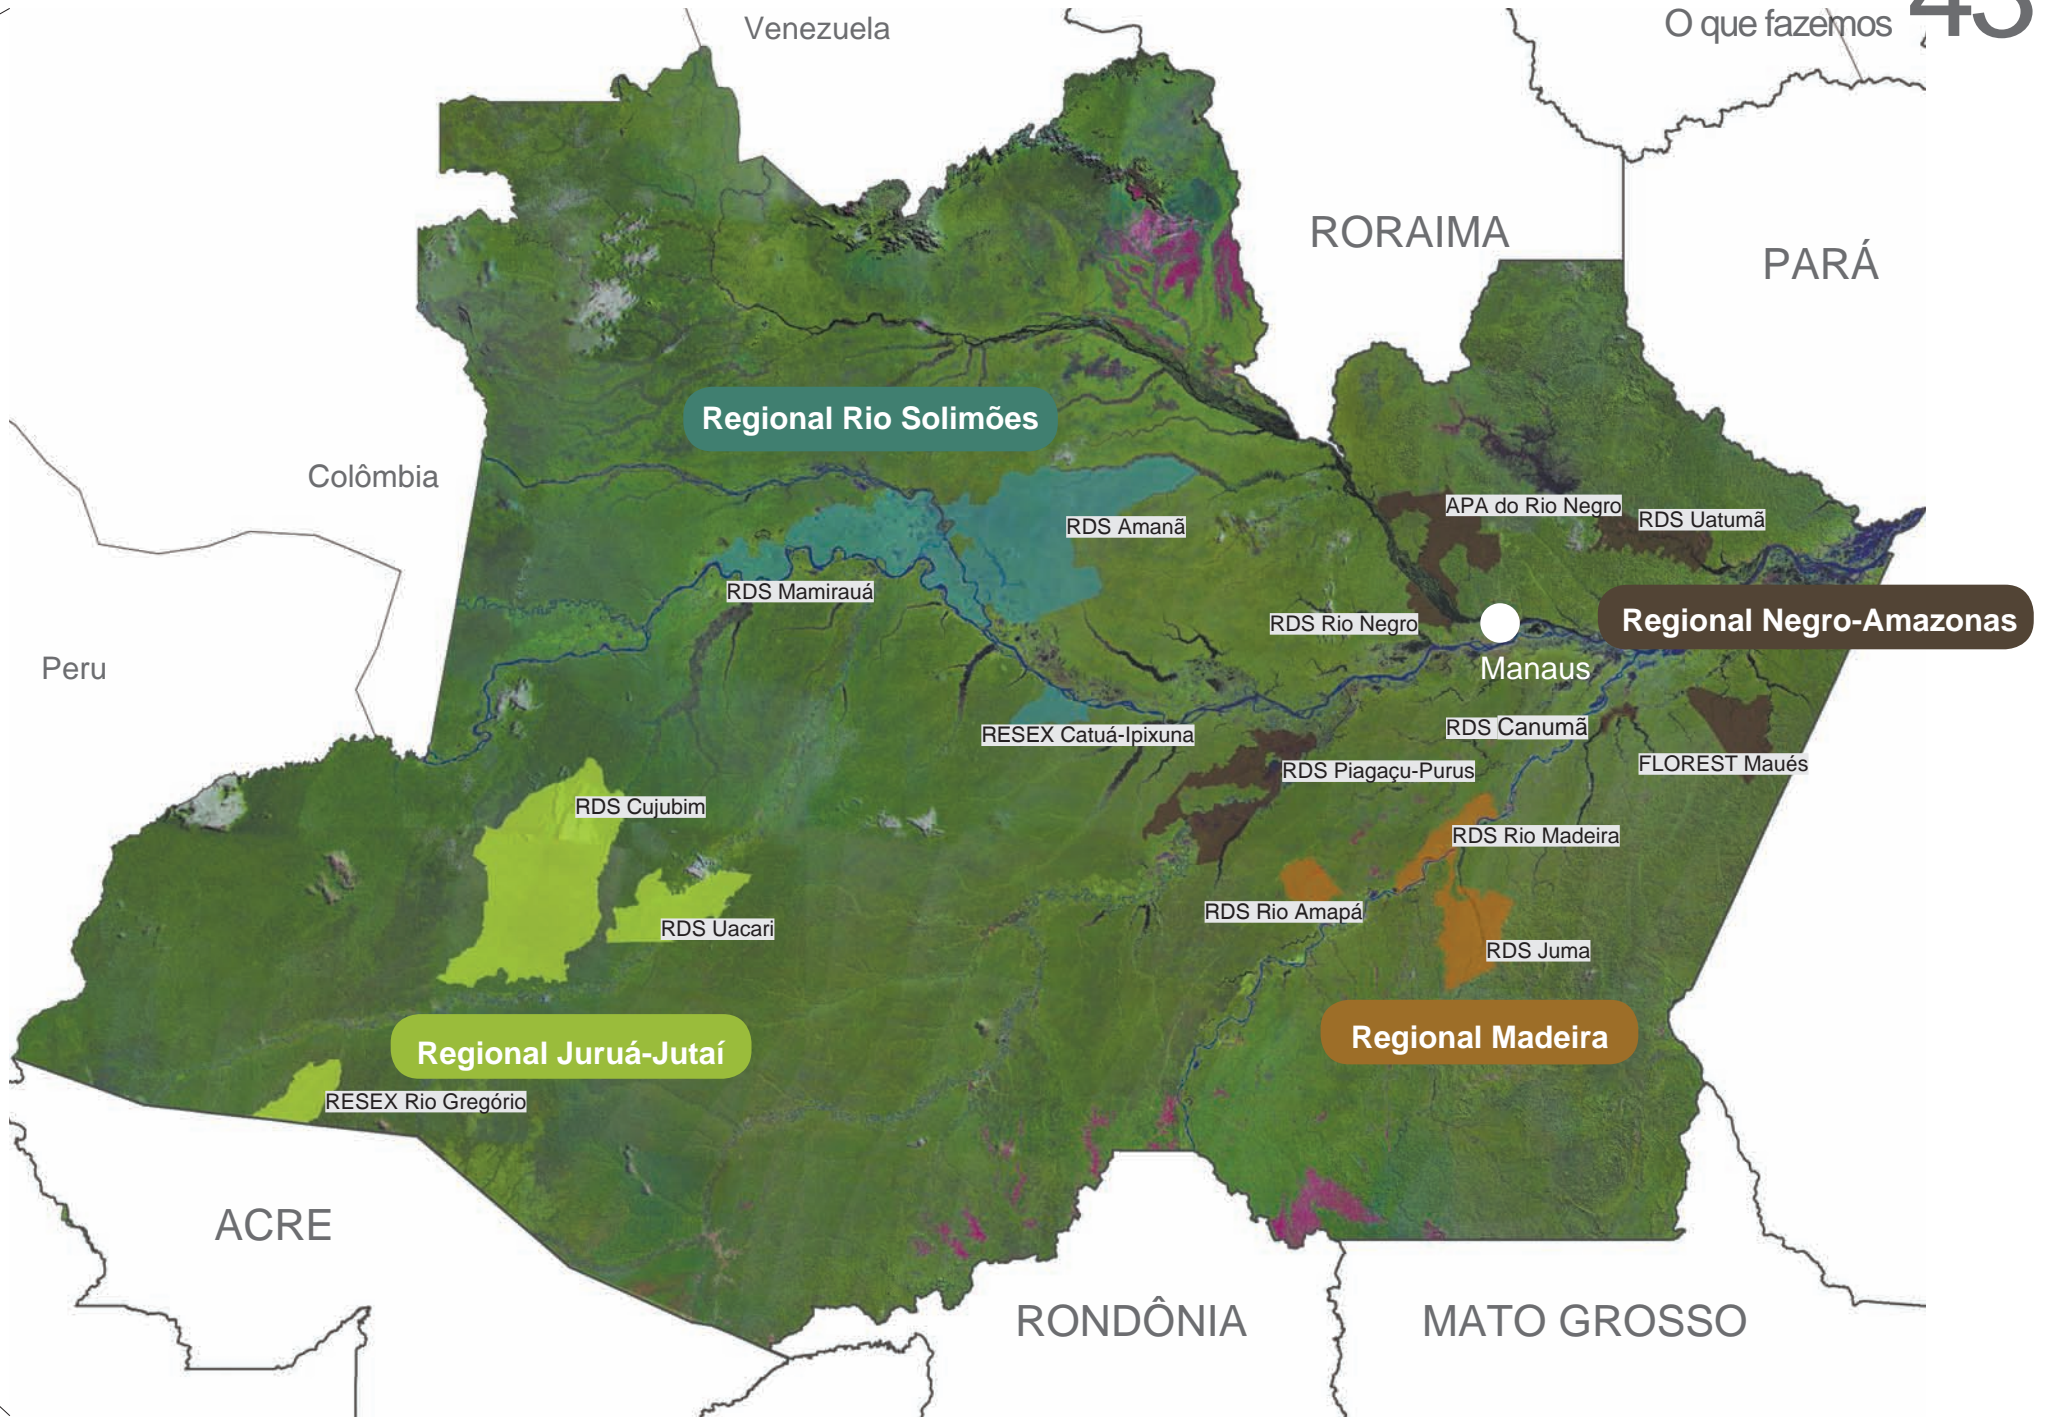 O que fazemos 43
Venezuela
RORAIMA
PARÁ
Regional Rio Solimões
Colômbia
APA do Rio Negro
RDS Uatumã
RDS Amanã
RDS Mamirauá
RDS Rio Negro
Regional Negro-Amazonas
Manaus
Peru
RESEX Catuá-Ipixuna
RDS Canumã
FLOREST Maués
RDS Piagaçu-Purus
RDS Cujubim
RDS Rio Madeira
RDS Rio Amapá
RDS Uacari
RDS Juma
Regional Juruá-Jutaí
Regional Madeira
RESEX Rio Gregório
ACRE
RONDÔNIA
MATO GROSSO